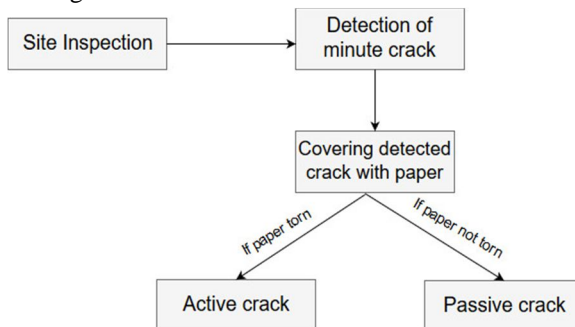 Site Inspection
Detection of
minute crack
Covering detected
crack with paper
If paper torn
If paper not torn
Active crack
Passive crack